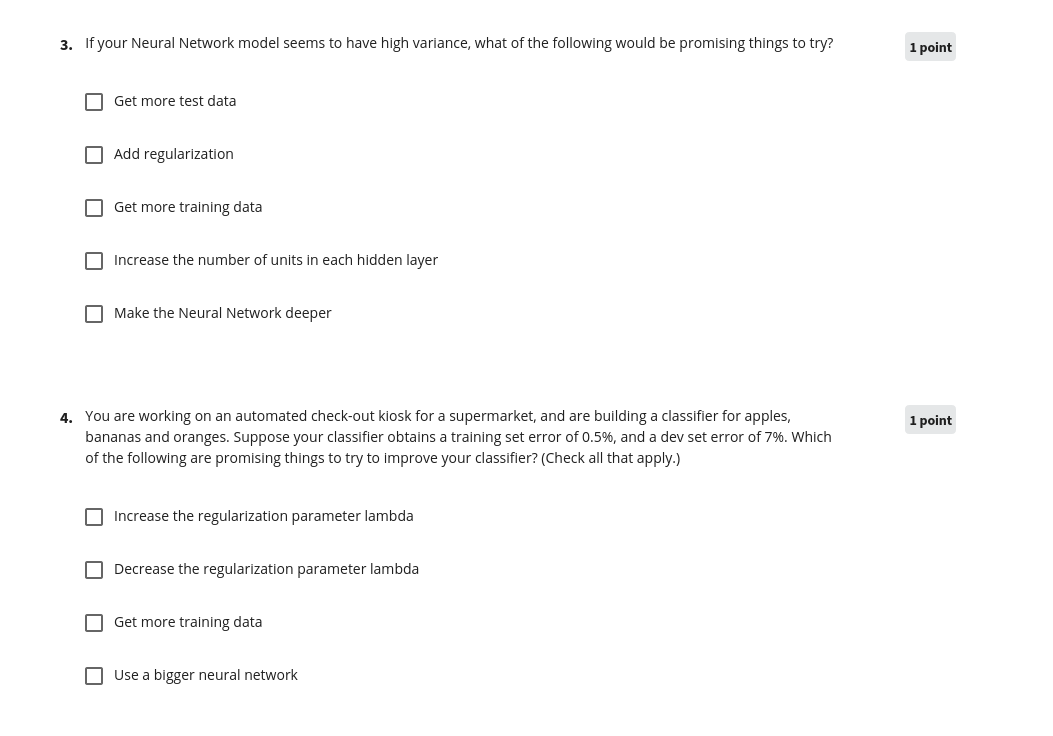 3. If your Neural Network model seems to have high variance, what of the following would be promising things to try?
1 point
Get more test data
Add regularization
Get more training data
Increase the number of units in each hidden layer
Make the Neural Network deeper
4. You are working on an automated check-out kiosk for a supermarket, and are building a classifier for apples,
1 point
bananas and oranges. Suppose your classifier obtains a training set error of 0.5%, and a dev set error of 7%. Which
of the following are promising things to try to improve your classifier? (Check all that apply.)
Increase the regularization parameter lambda
Decrease the regularization parameter lambda
Get more training data
Use a bigger neural network